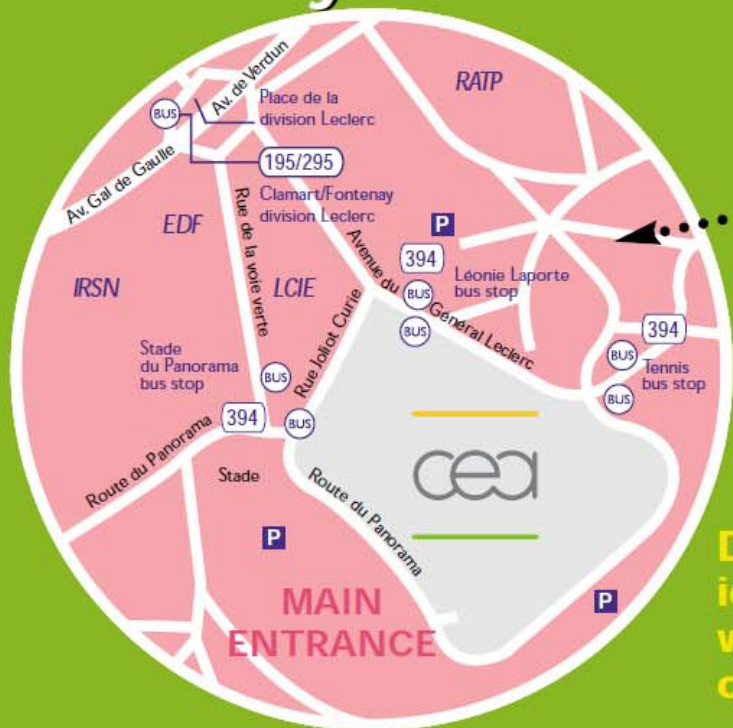 RATP
Av. de Verdun
Place de la
division Leclerc
BUS
195/295
Av. Gal de Gaulle
Clamart/Fontenay
division Leclerc
EDF
Rue de la voie verte
P
Avenue du Général Leclerc
394
IRSN
LCIE
Léonie Laporte
bus stop
BUS
BUS
Rue Joliot Curie
394
Stade
du Panorama
bus stop
BUS
BUS
Tennis
bus stop
BUS
394
BUS
Route du Panorama
Stade
cea
Route du Panorama
P
MAIN
ENTRANCE
P